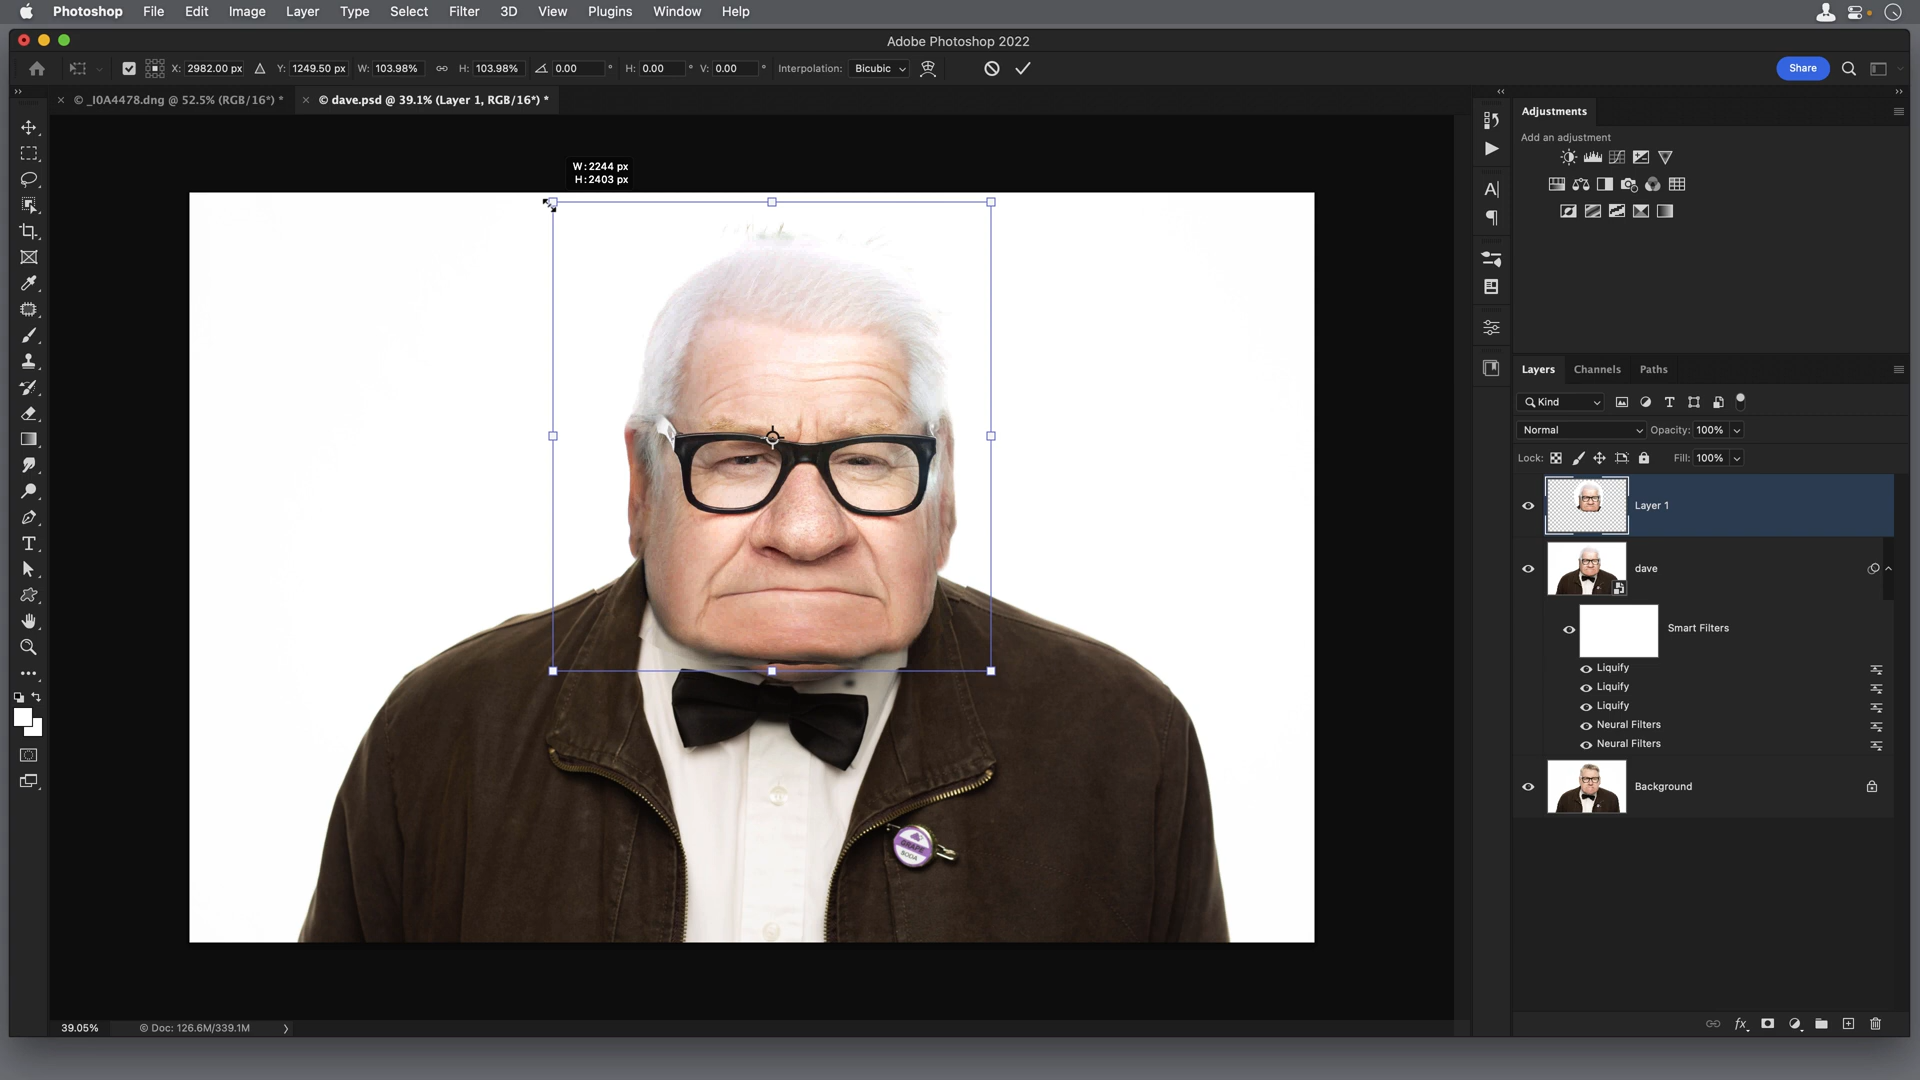 Photoshop File Edit Image Layer Type Select Filter 3D View Plugins Window Help
Adobe Photoshop 2022
X: 2982.00 px Y: 1249.50 px W: 103.98% H: 103.98% 0.00 ° H: 0.00 ° V: 0.00 ° Interpolation: Bicubic Share
© _I0A4478.dng @ 52.5% (RGB/16*) * © dave.psd @ 39.1% (Layer 1, RGB/16*) *
Adjustments
Add an adjustment
W: 2244 px
H: 2403 px
Layers Channels Paths
Kind
Normal Opacity: 100%
Lock: Fill: 100%
Layer 1
dave
Smart Filters
Liquify
Liquify
Liquify
Neural Filters
Neural Filters
Background
GRAPE
SODA
39.05% © Doc: 126.6M/339.1M
fx